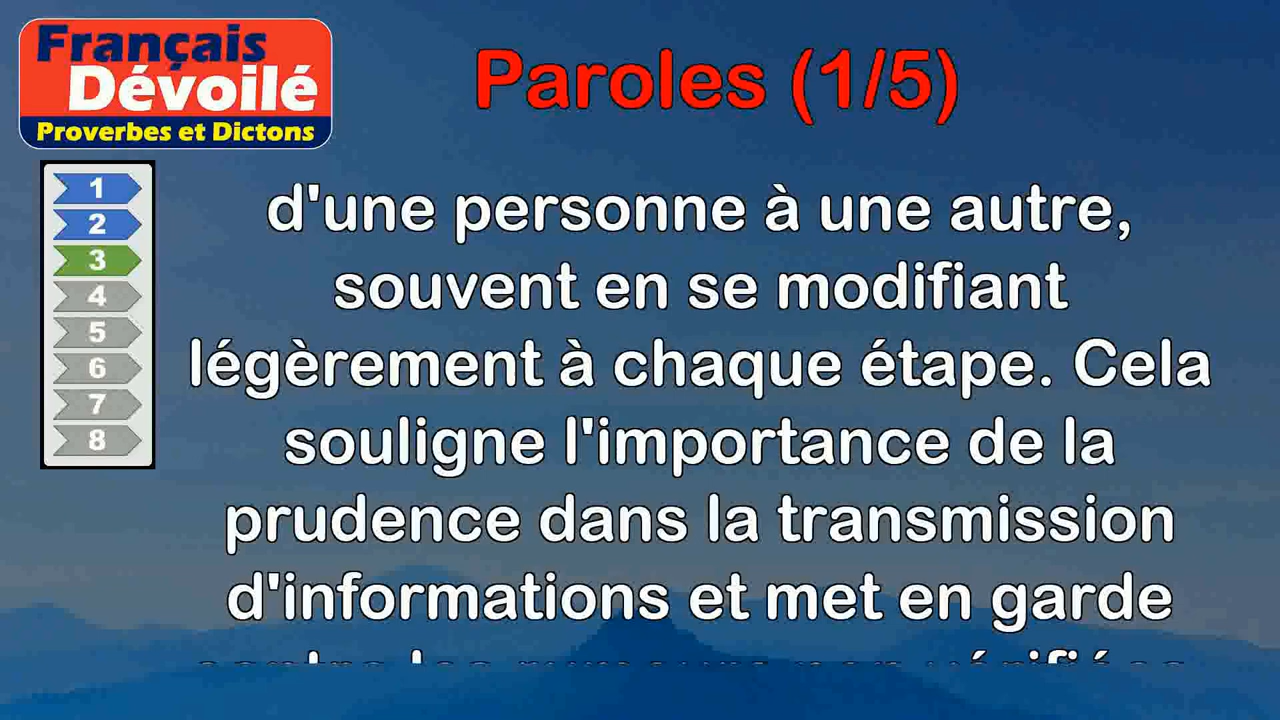 Français
Dévoilé
Proverbes et Dictons
Paroles (1/5)
1
2
3
4
5
6
7
8
d'une personne à une autre,
souvent en se modifiant
légèrement à chaque étape. Cela
souligne l'importance de la
prudence dans la transmission
d'informations et met en garde